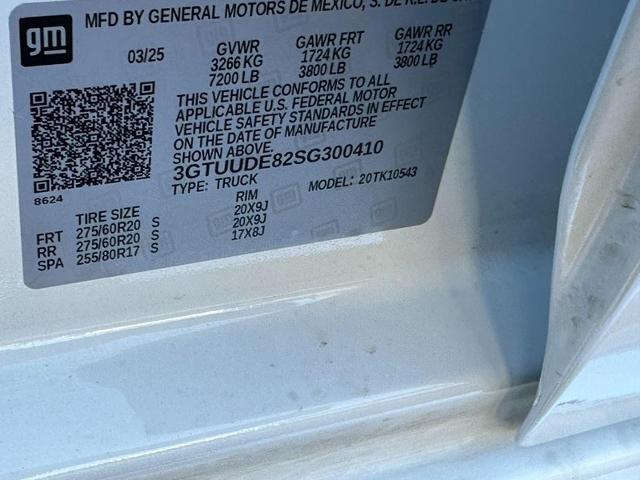 MFD BY GENERAL MOTORS DE MEXICO, S. DE R.L. DE
gm
03/25
GVWR GAWR FRT GAWR RR
3266 KG 1724 KG 1724 KG
7200 LB 3800 LB 3800 LB
THIS VEHICLE CONFORMS TO ALL
APPLICABLE U.S. FEDERAL MOTOR
VEHICLE SAFETY STANDARDS IN EFFECT
ON THE DATE OF MANUFACTURE
SHOWN ABOVE.
3GTUUDE82SG300410
TYPE: TRUCK MODEL: 20TK10543
8624
TIRE SIZE RIM
FRT 275/60R20 S 20X9J
RR 275/60R20 S 20X9J
SPA 255/80R17 S 17X8J